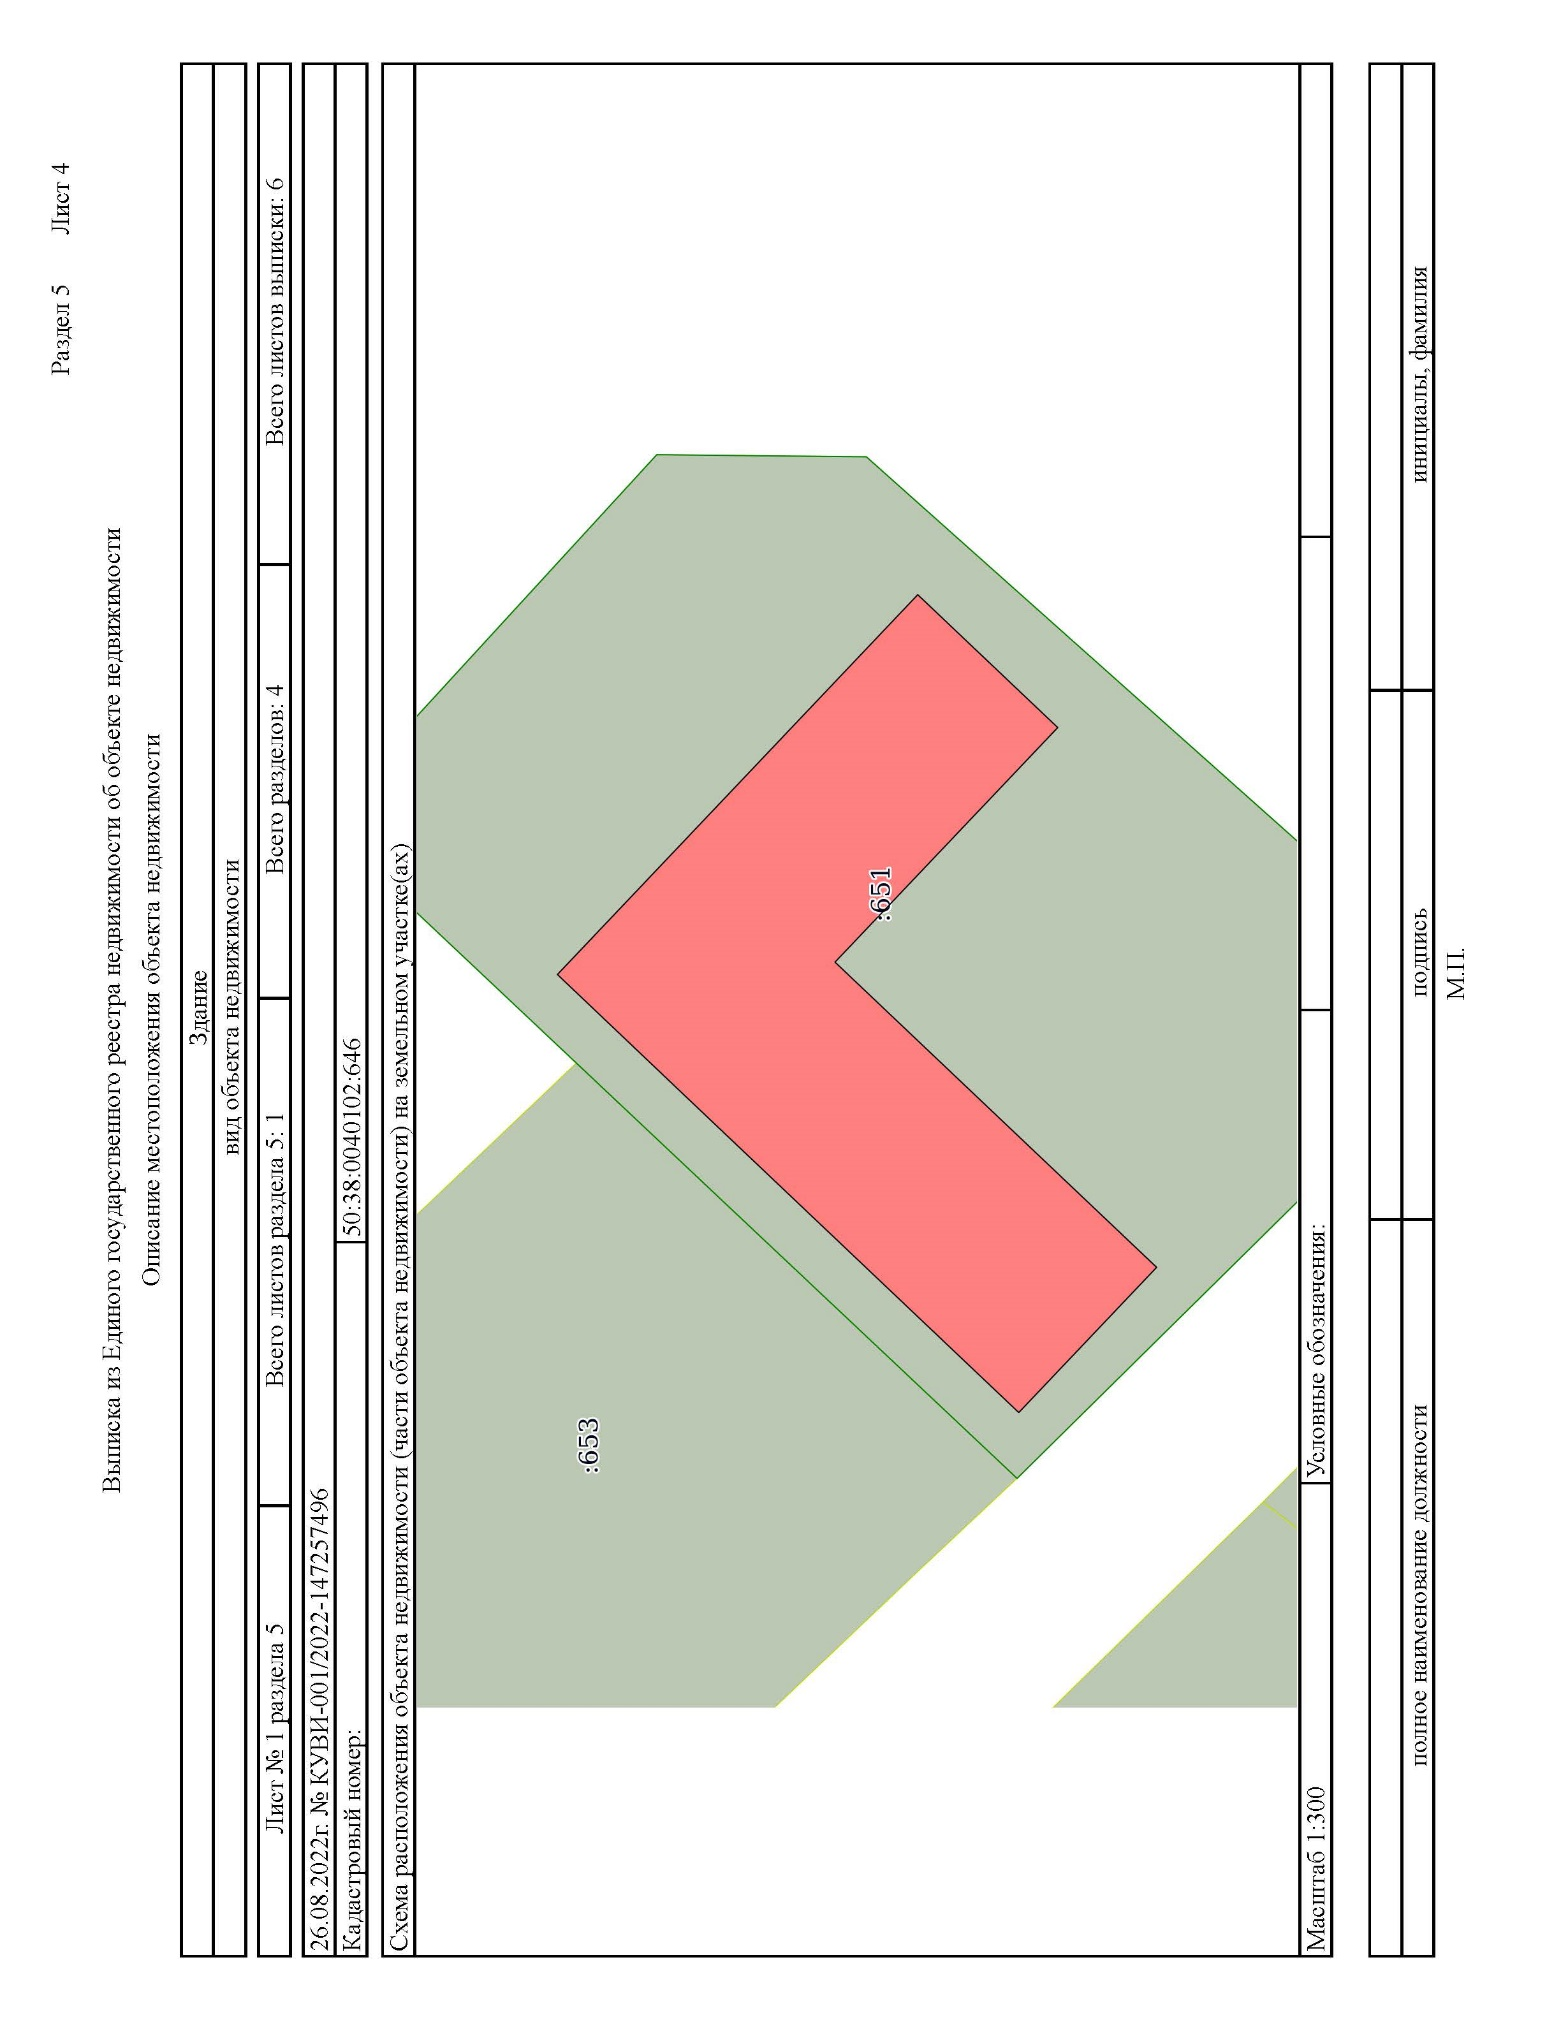 Раздел 5 Лист 4
Выписка из Единого государственного реестра недвижимости об объекте недвижимости
Описание местоположения объекта недвижимости
Здание
вид объекта недвижимости
Лист № 1 раздела 5 Всего листов раздела 5: 1 Всего разделов: 4 Всего листов выписки: 6
26.08.2022г. № КУВИ-001/2022-147257496
Кадастровый номер: 50:38:0040102:646
Схема расположения объекта недвижимости (части объекта недвижимости) на земельном участке(ах)
:653
:651
Масштаб 1:300 Условные обозначения:
полное наименование должности подпись инициалы, фамилия
М.П.